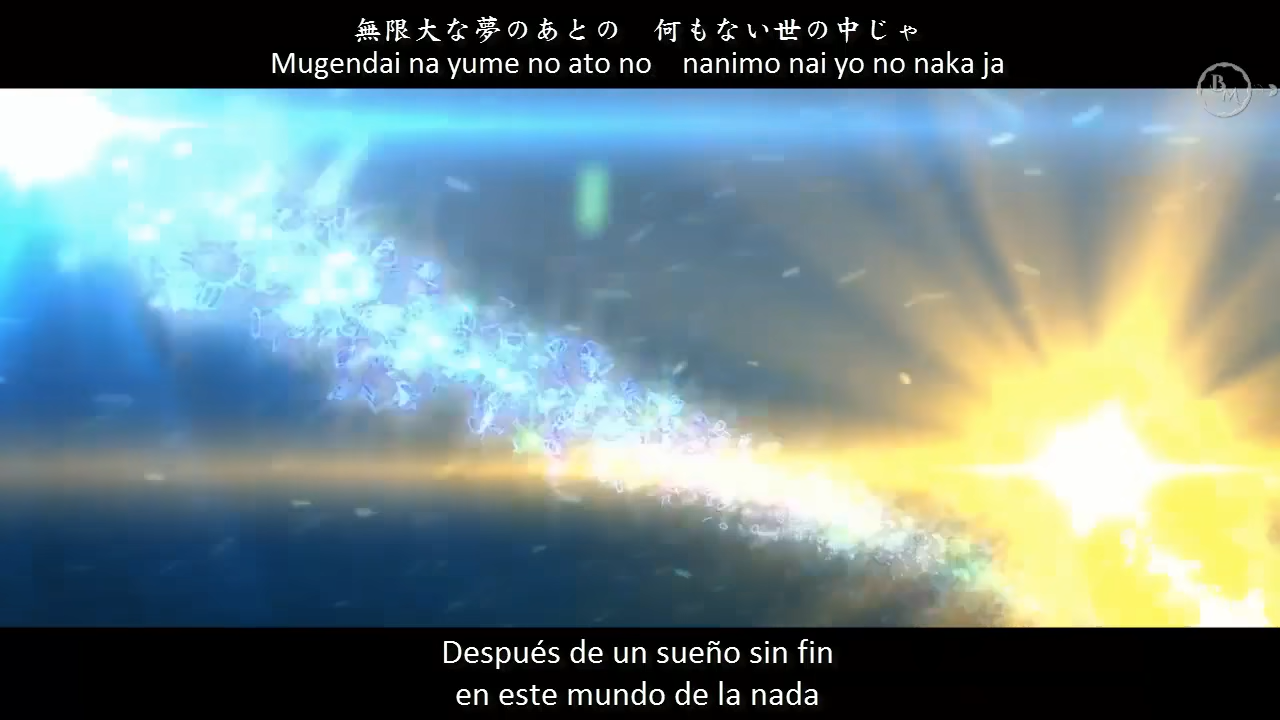 無限大な夢のあとの　何もない世の中じゃ
Mugendai na yume no ato no　nanimo nai yo no naka ja
BM
Después de un sueño sin fin
en este mundo de la nada